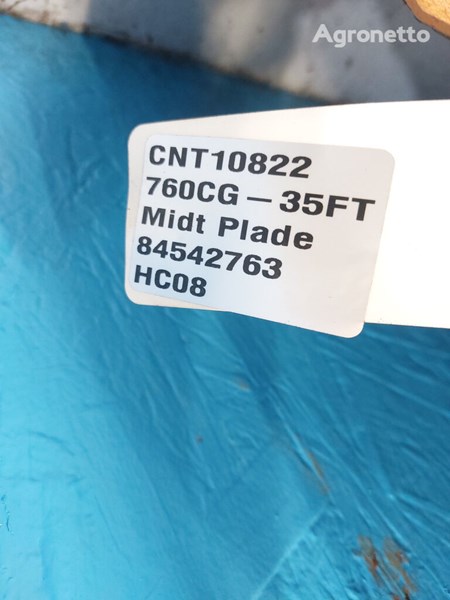 Agronetto
CNT10822
760CG – 35FT
Midt Plade
84542763
HC08